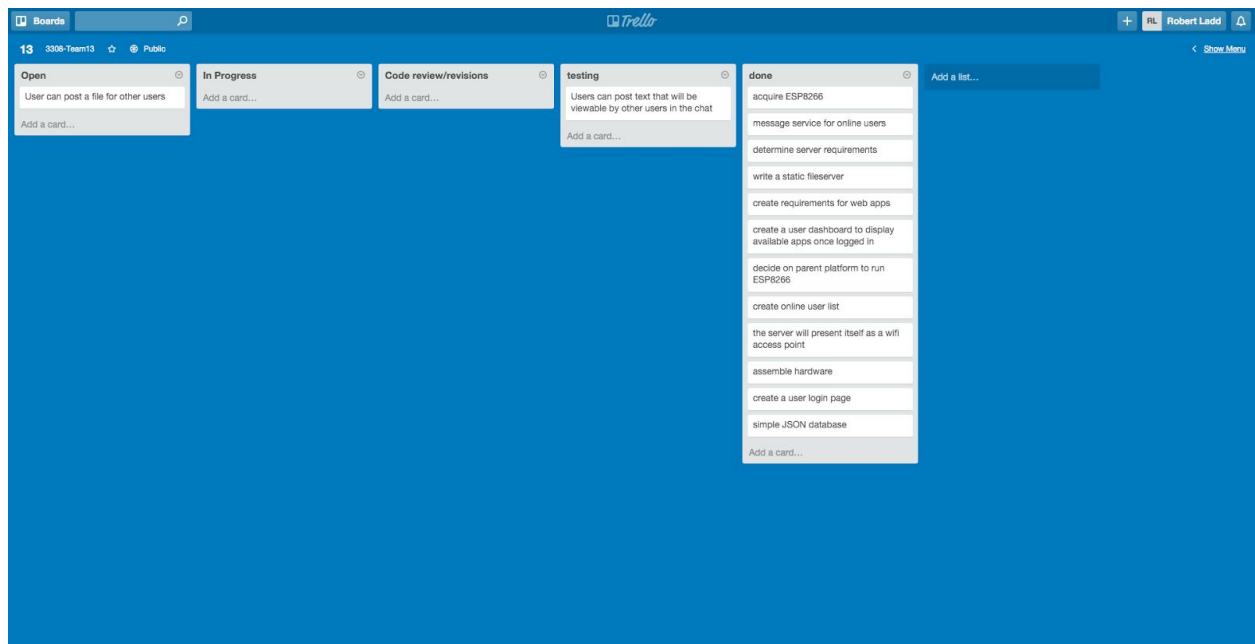 Boards
Trello
RL Robert Ladd
13 3308-Team13 Public
Show Menu
Open
User can post a file for other users
Add a card...
In Progress
Add a card...
Code review/revisions
Add a card...
testing
Users can post text that will be
viewable by other users in the chat
Add a card...
done
acquire ESP8266
message service for online users
determine server requirements
write a static fileserver
create requirements for web apps
create a user dashboard to display
available apps once logged in
decide on parent platform to run
ESP8266
create online user list
the server will present itself as a wifi
access point
assemble hardware
create a user login page
simple JSON database
Add a card...
Add a list...